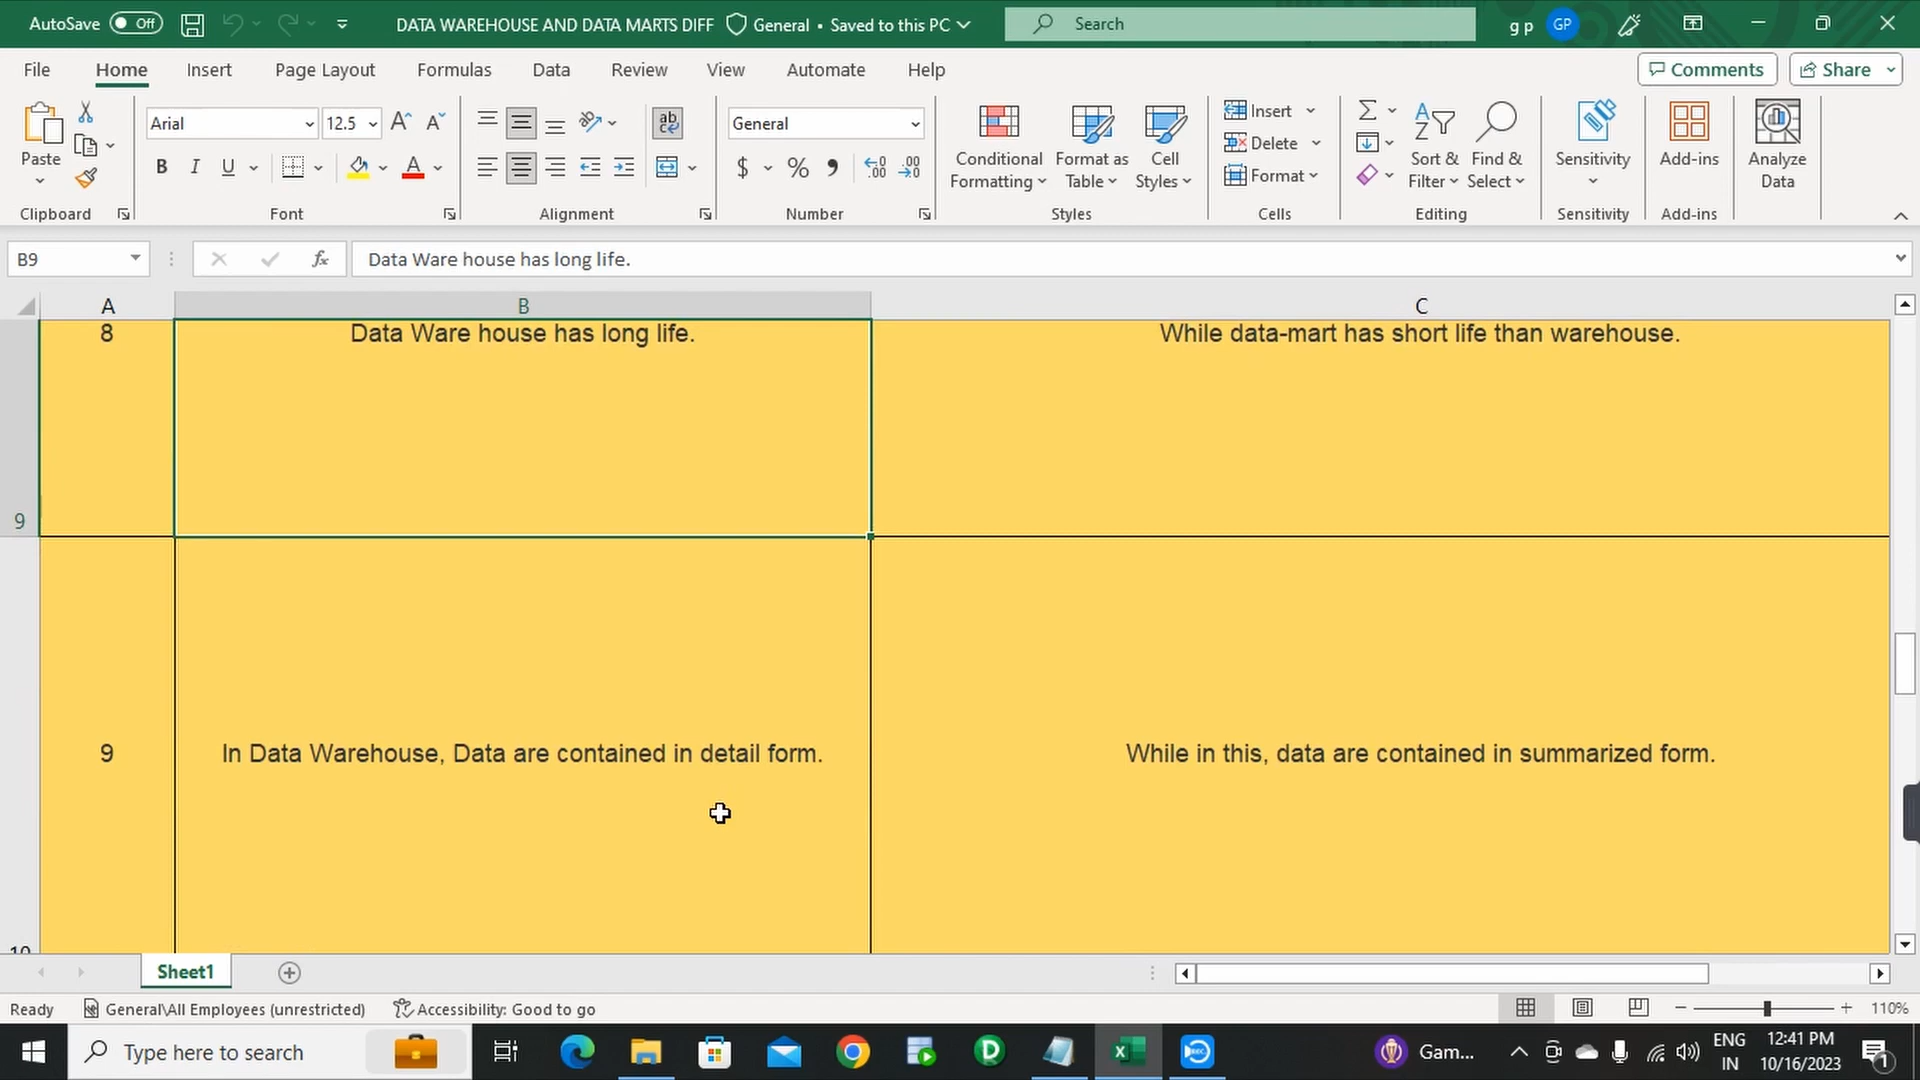 AutoSave Off
DATA WAREHOUSE AND DATA MARTS DIFF General • Saved to this PC
Search
g p GP
File Home Insert Page Layout Formulas Data Review View Automate Help
Comments Share
Paste
Clipboard
Arial 12.5
B I U
Font
Alignment
General
Number
Conditional Formatting
Format as Table
Cell Styles
Styles
Insert
Delete
Format
Cells
Sort & Filter
Find & Select
Editing
Sensitivity
Sensitivity
Add-ins
Add-ins
Analyze Data
B9 fx Data Ware house has long life.
A B C
8 Data Ware house has long life. While data-mart has short life than warehouse.
9
9 In Data Warehouse, Data are contained in detail form. While in this, data are contained in summarized form.
10
Sheet1
Ready General\All Employees (unrestricted) Accessibility: Good to go 110%
Type here to search
Gam...
ENG
IN
12:41 PM
10/16/2023
1